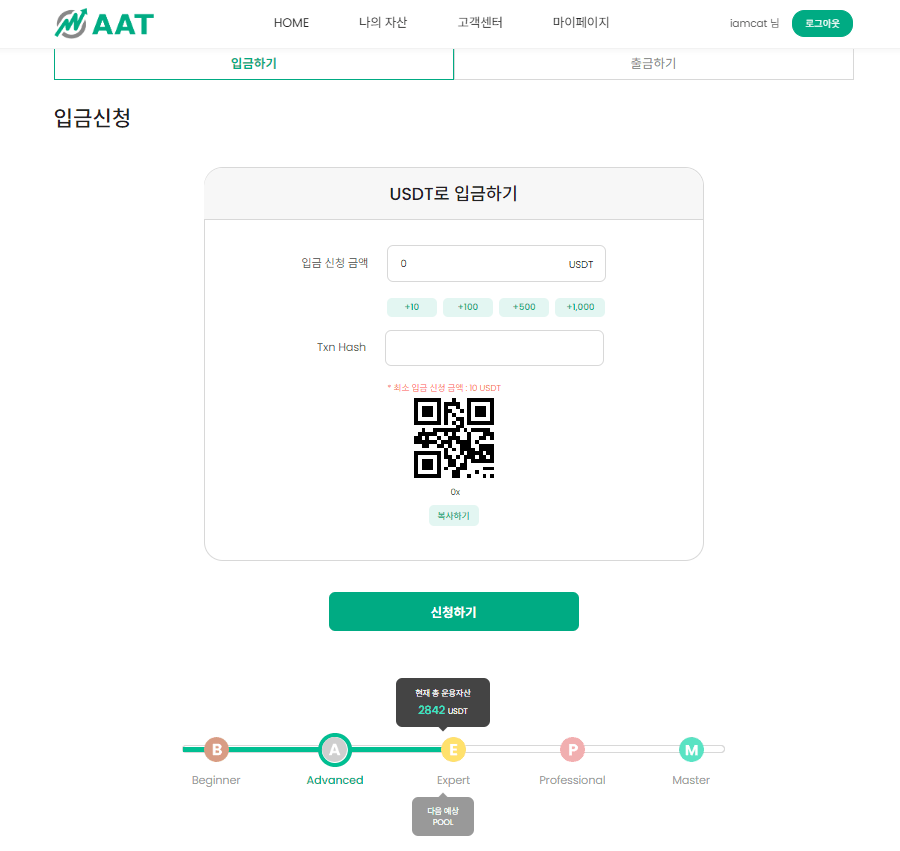 AAT
HOME 나의 자산 고객센터 마이페이지 iamcat 님 로그아웃
입금하기 출금하기
입금신청
USDT로 입금하기
입금 신청 금액 0 USDT
+10 +100 +500 +1,000
Txn Hash
* 최소 입금 신청 금액 : 10 USDT
0x
복사하기
신청하기
현재 총 운용자산
2842 USDT
B A E P M
Beginner Advanced Expert Professional Master
다음 예상
POOL